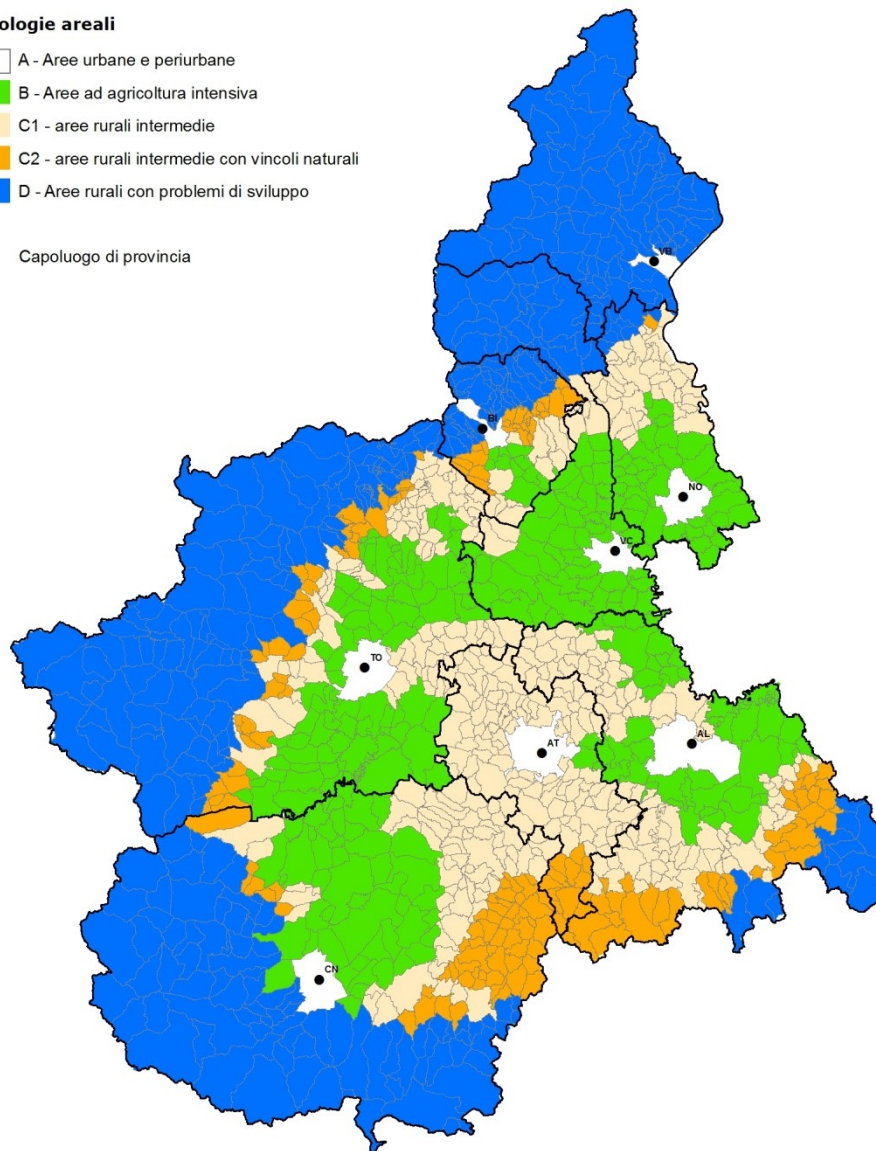 ologie areali
A - Aree urbane e periurbane
B - Aree ad agricoltura intensiva
C1 - aree rurali intermedie
C2 - aree rurali intermedie con vincoli naturali
D - Aree rurali con problemi di sviluppo
Capoluogo di provincia
VB
BI
NO
VC
TO
AL
AT
CN